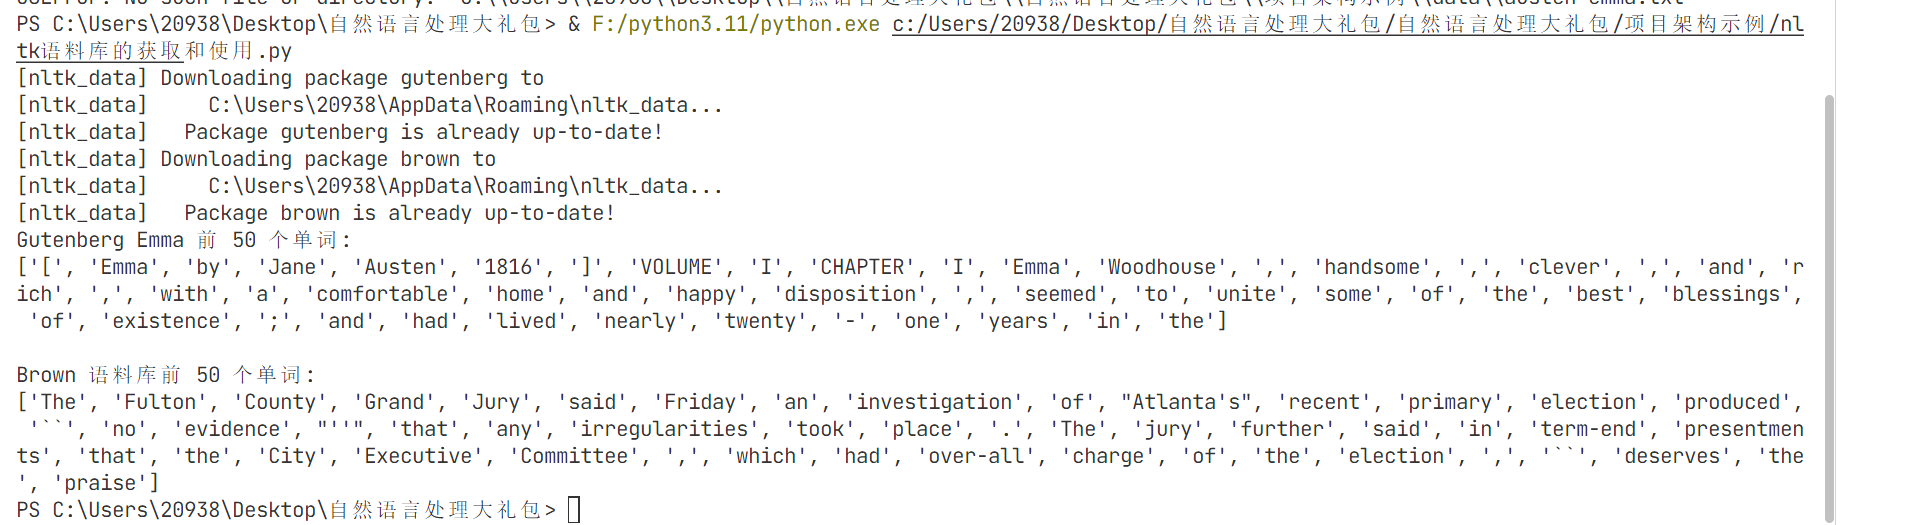 PS C:\Users\20938\Desktop\自然语言处理大礼包> & F:/python3.11/python.exe c:/Users/20938/Desktop/自然语言处理大礼包/自然语言处理大礼包/项目架构示例/nl
tk语料库的获取和使用.py
[nltk_data] Downloading package gutenberg to
[nltk_data]     C:\Users\20938\AppData\Roaming\nltk_data...
[nltk_data]   Package gutenberg is already up-to-date!
[nltk_data] Downloading package brown to
[nltk_data]     C:\Users\20938\AppData\Roaming\nltk_data...
[nltk_data]   Package brown is already up-to-date!
Gutenberg Emma 前 50 个单词:
['[', 'Emma', 'by', 'Jane', 'Austen', '1816', ']', 'VOLUME', 'I', 'CHAPTER', 'I', 'Emma', 'Woodhouse', ',', 'handsome', ',', 'clever', ',', 'and', 'r
ich', ',', 'with', 'a', 'comfortable', 'home', 'and', 'happy', 'disposition', ',', 'seemed', 'to', 'unite', 'some', 'of', 'the', 'best', 'blessings',
 'of', 'existence', ';', 'and', 'had', 'lived', 'nearly', 'twenty', '-', 'one', 'years', 'in', 'the']

Brown 语料库前 50 个单词:
['The', 'Fulton', 'County', 'Grand', 'Jury', 'said', 'Friday', 'an', 'investigation', 'of', "Atlanta's", 'recent', 'primary', 'election', 'produced',
 '``', 'no', 'evidence', "''", 'that', 'any', 'irregularities', 'took', 'place', '.', 'The', 'jury', 'further', 'said', 'in', 'term-end', 'presentmen
ts', 'that', 'the', 'City', 'Executive', 'Committee', ',', 'which', 'had', 'over-all', 'charge', 'of', 'the', 'election', ',', '``', 'deserves', 'the
', 'praise']
PS C:\Users\20938\Desktop\自然语言处理大礼包>